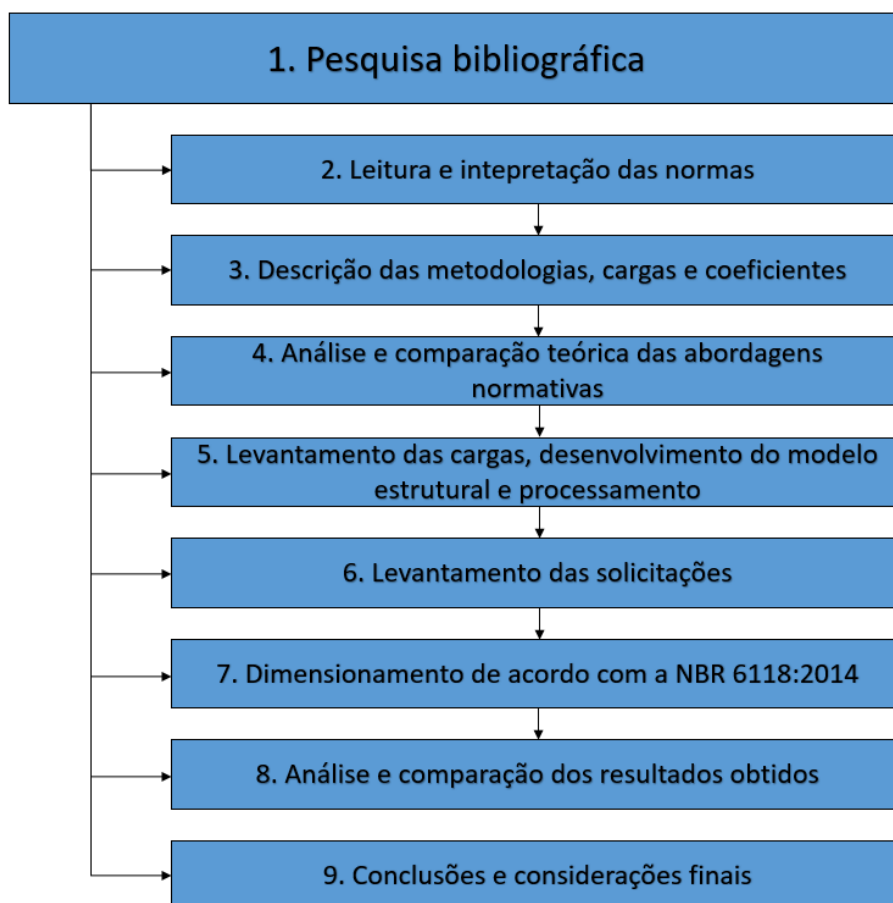 1. Pesquisa bibliográfica
2. Leitura e intepretação das normas
3. Descrição das metodologias, cargas e coeficientes
4. Análise e comparação teórica das abordagens
normativas
5. Levantamento das cargas, desenvolvimento do modelo
estrutural e processamento
6. Levantamento das solicitações
7. Dimensionamento de acordo com a NBR 6118:2014
8. Análise e comparação dos resultados obtidos
9. Conclusões e considerações finais